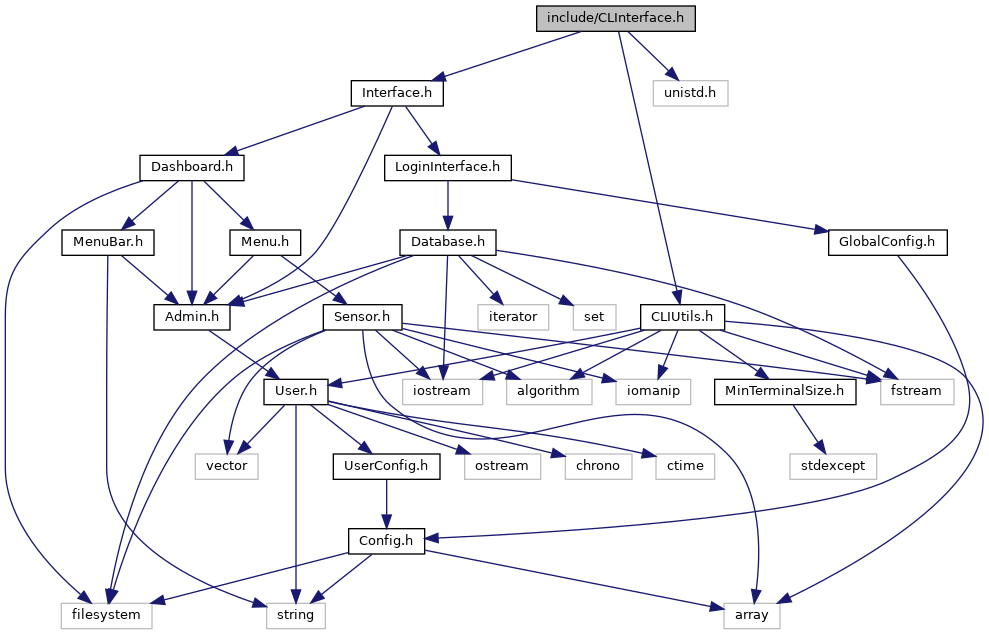 include/CLInterface.h
Interface.h
unistd.h
Dashboard.h
LoginInterface.h
MenuBar.h
Menu.h
Database.h
GlobalConfig.h
Admin.h
Sensor.h
iterator
set
CLIUtils.h
User.h
iostream
algorithm
iomanip
MinTerminalSize.h
fstream
vector
UserConfig.h
ostream
chrono
ctime
stdexcept
Config.h
filesystem
string
array